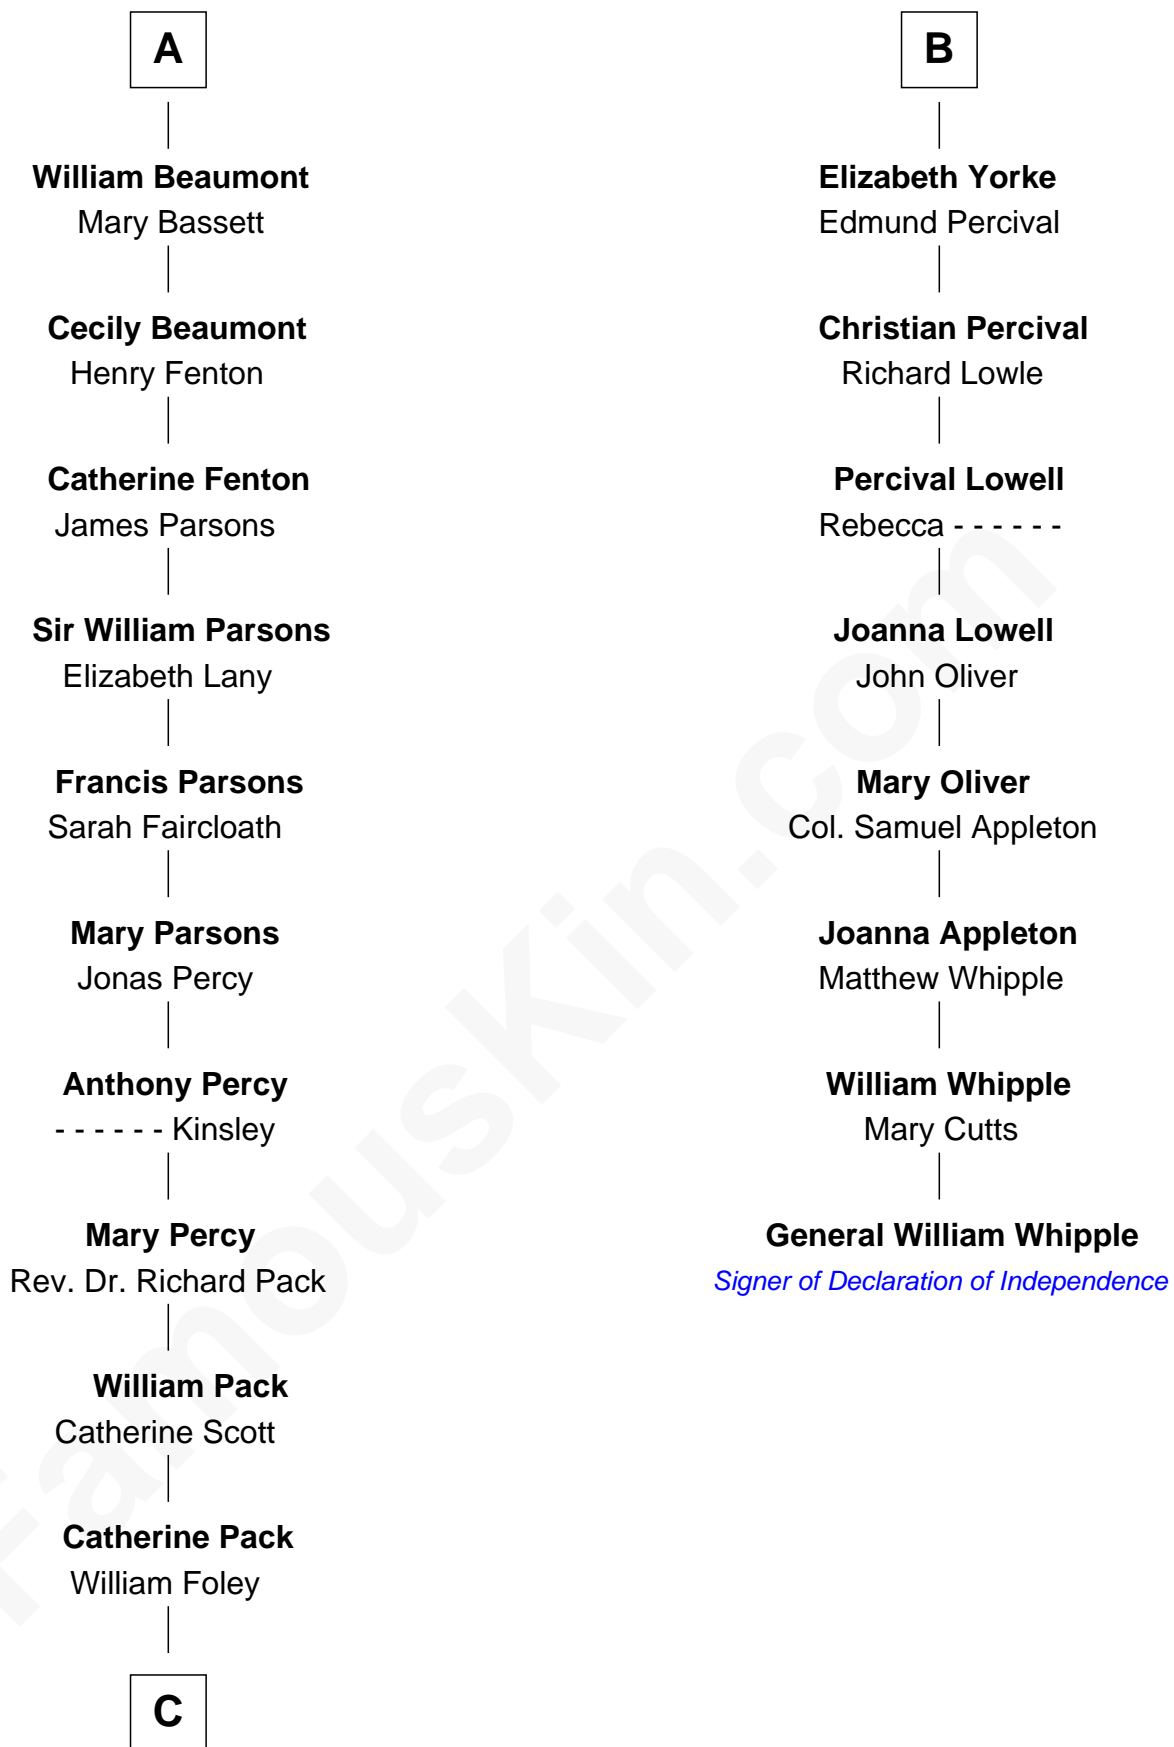 A
William Beaumont
Mary Bassett
Cecily Beaumont
Henry Fenton
Catherine Fenton
James Parsons
Sir William Parsons
Elizabeth Lany
Francis Parsons
Sarah Faircloath
Mary Parsons
Jonas Percy
Anthony Percy
- - - - - - Kinsley
Mary Percy
Rev. Dr. Richard Pack
William Pack
Catherine Scott
Catherine Pack
William Foley
C
B
Elizabeth Yorke
Edmund Percival
Christian Percival
Richard Lowle
Percival Lowell
Rebecca - - - - - -
Joanna Lowell
John Oliver
Mary Oliver
Col. Samuel Appleton
Joanna Appleton
Matthew Whipple
William Whipple
Mary Cutts
General William Whipple
Signer of Declaration of Independence
FamousKin.com